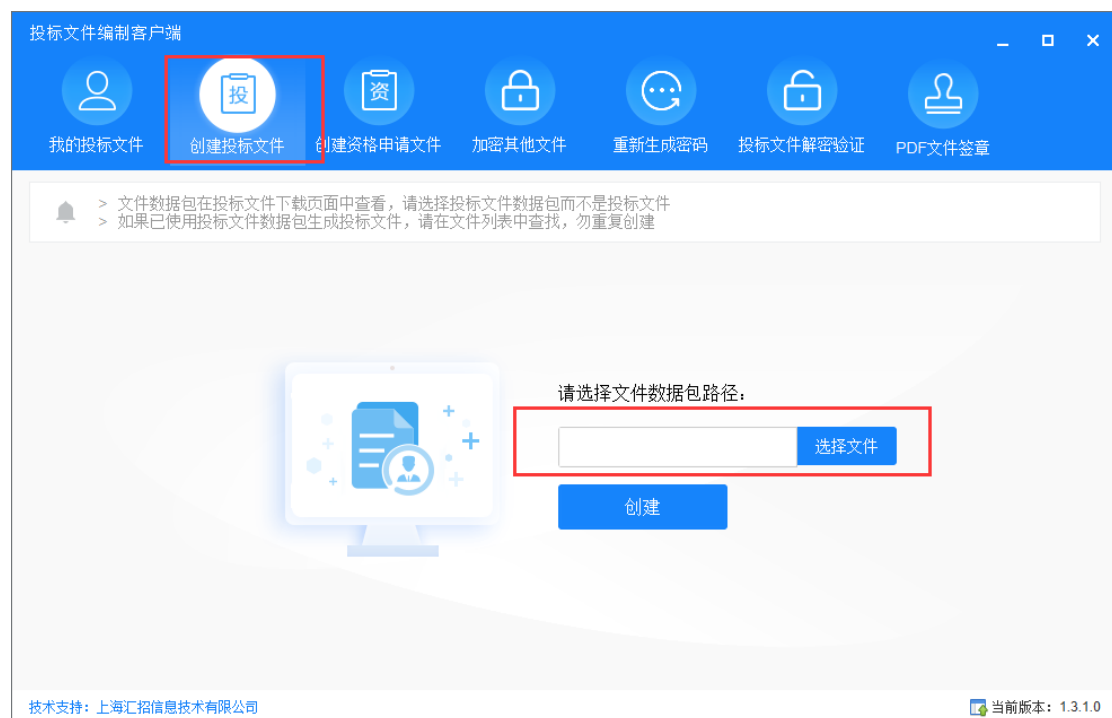 投标文件编制客户端
投
资
我的投标文件
创建投标文件
创建资格申请文件
加密其他文件
重新生成密码
投标文件解密验证
PDF文件签章
> 文件数据包在投标文件下载页面中查看，请选择投标文件数据包而不是投标文件
> 如果已使用投标文件数据包生成投标文件，请在文件列表中查找，勿重复创建
请选择文件数据包路径：
选择文件
创建
技术支持：上海汇招信息技术有限公司
当前版本：1.3.1.0